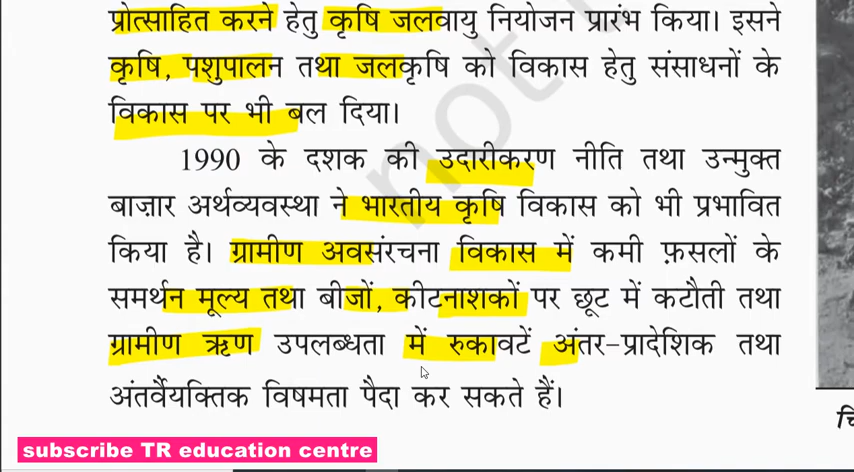 प्रोत्साहित करने हेतु कृषि जलवायु नियोजन प्रारंभ किया। इसने
कृषि, पशुपालन तथा जलकृषि को विकास हेतु संसाधनों के
विकास पर भी बल दिया।
1990 के दशक की उदारीकरण नीति तथा उन्मुक्त
बाज़ार अर्थव्यवस्था ने भारतीय कृषि विकास को भी प्रभावित
किया है। ग्रामीण अवसंरचना विकास में कमी फ़सलों के
समर्थन मूल्य तथा बीजों, कीटनाशकों पर छूट में कटौती तथा
ग्रामीण ऋण उपलब्धता में रुकावटें अंतर-प्रादेशिक तथा
अंतर्वैयक्तिक विषमता पैदा कर सकते हैं।
not
subscribe TR education centre